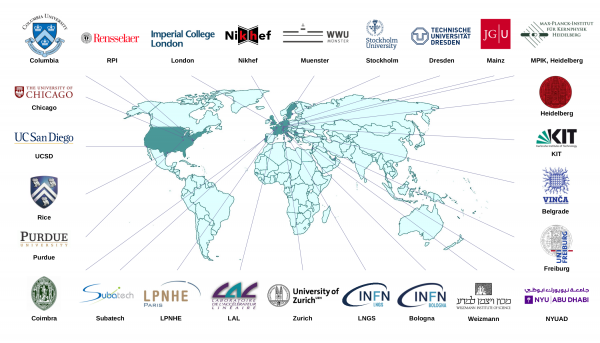 COLUMBIA UNIVERSITY
Columbia
Rensselaer
RPI
Imperial College
London
London
Nikhef
Nikhef
WWU
MÜNSTER
Muenster
Stockholm
University
Stockholm
TECHNISCHE
UNIVERSITÄT
DRESDEN
Dresden
JG|U
Mainz
MAX-PLANCK-INSTITUT
FÜR KERNPHYSIK
HEIDELBERG
MPIK, Heidelberg
THE UNIVERSITY OF
CHICAGO
Chicago
Heidelberg
UC San Diego
UCSD
KIT
KIT
Rice
VINČA
Belgrade
PURDUE
UNIVERSITY
Purdue
UNI
FREIBURG
Freiburg
Coimbra
Subatech
Subatech
LPNHE
PARIS
LPNHE
LAL
LABORATOIRE
DE L'ACCÉLÉRATEUR
LINÉAIRE
LAL
University of
Zurich
UZH
Zurich
INFN
LNGS
LNGS
INFN
BOLOGNA
Bologna
מכון ויצמן למדע
WEIZMANN INSTITUTE OF SCIENCE
Weizmann
جامعة نيويورك أبوظبي
NYU ABU DHABI
NYUAD